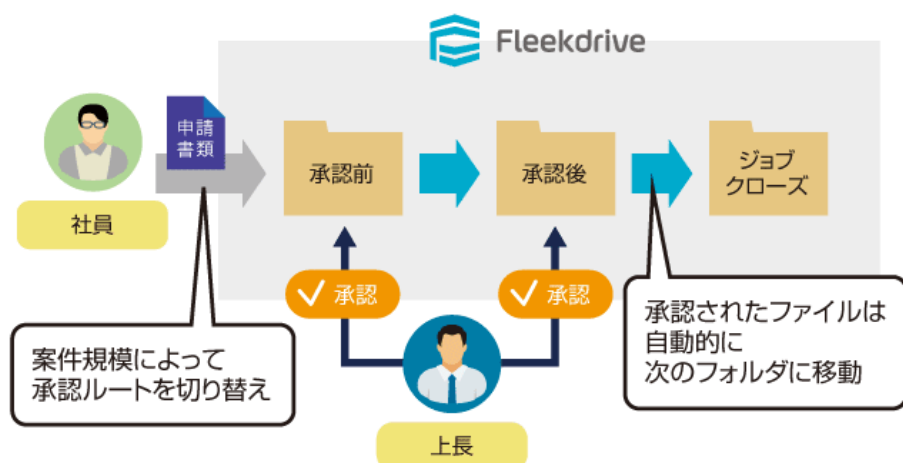 Fleekdrive
申請
書類
承認前
承認後
ジョブ
クローズ
社員
承認
承認
案件規模によって
承認ルートを切り替え
承認されたファイルは
自動的に
次のフォルダに移動
上長